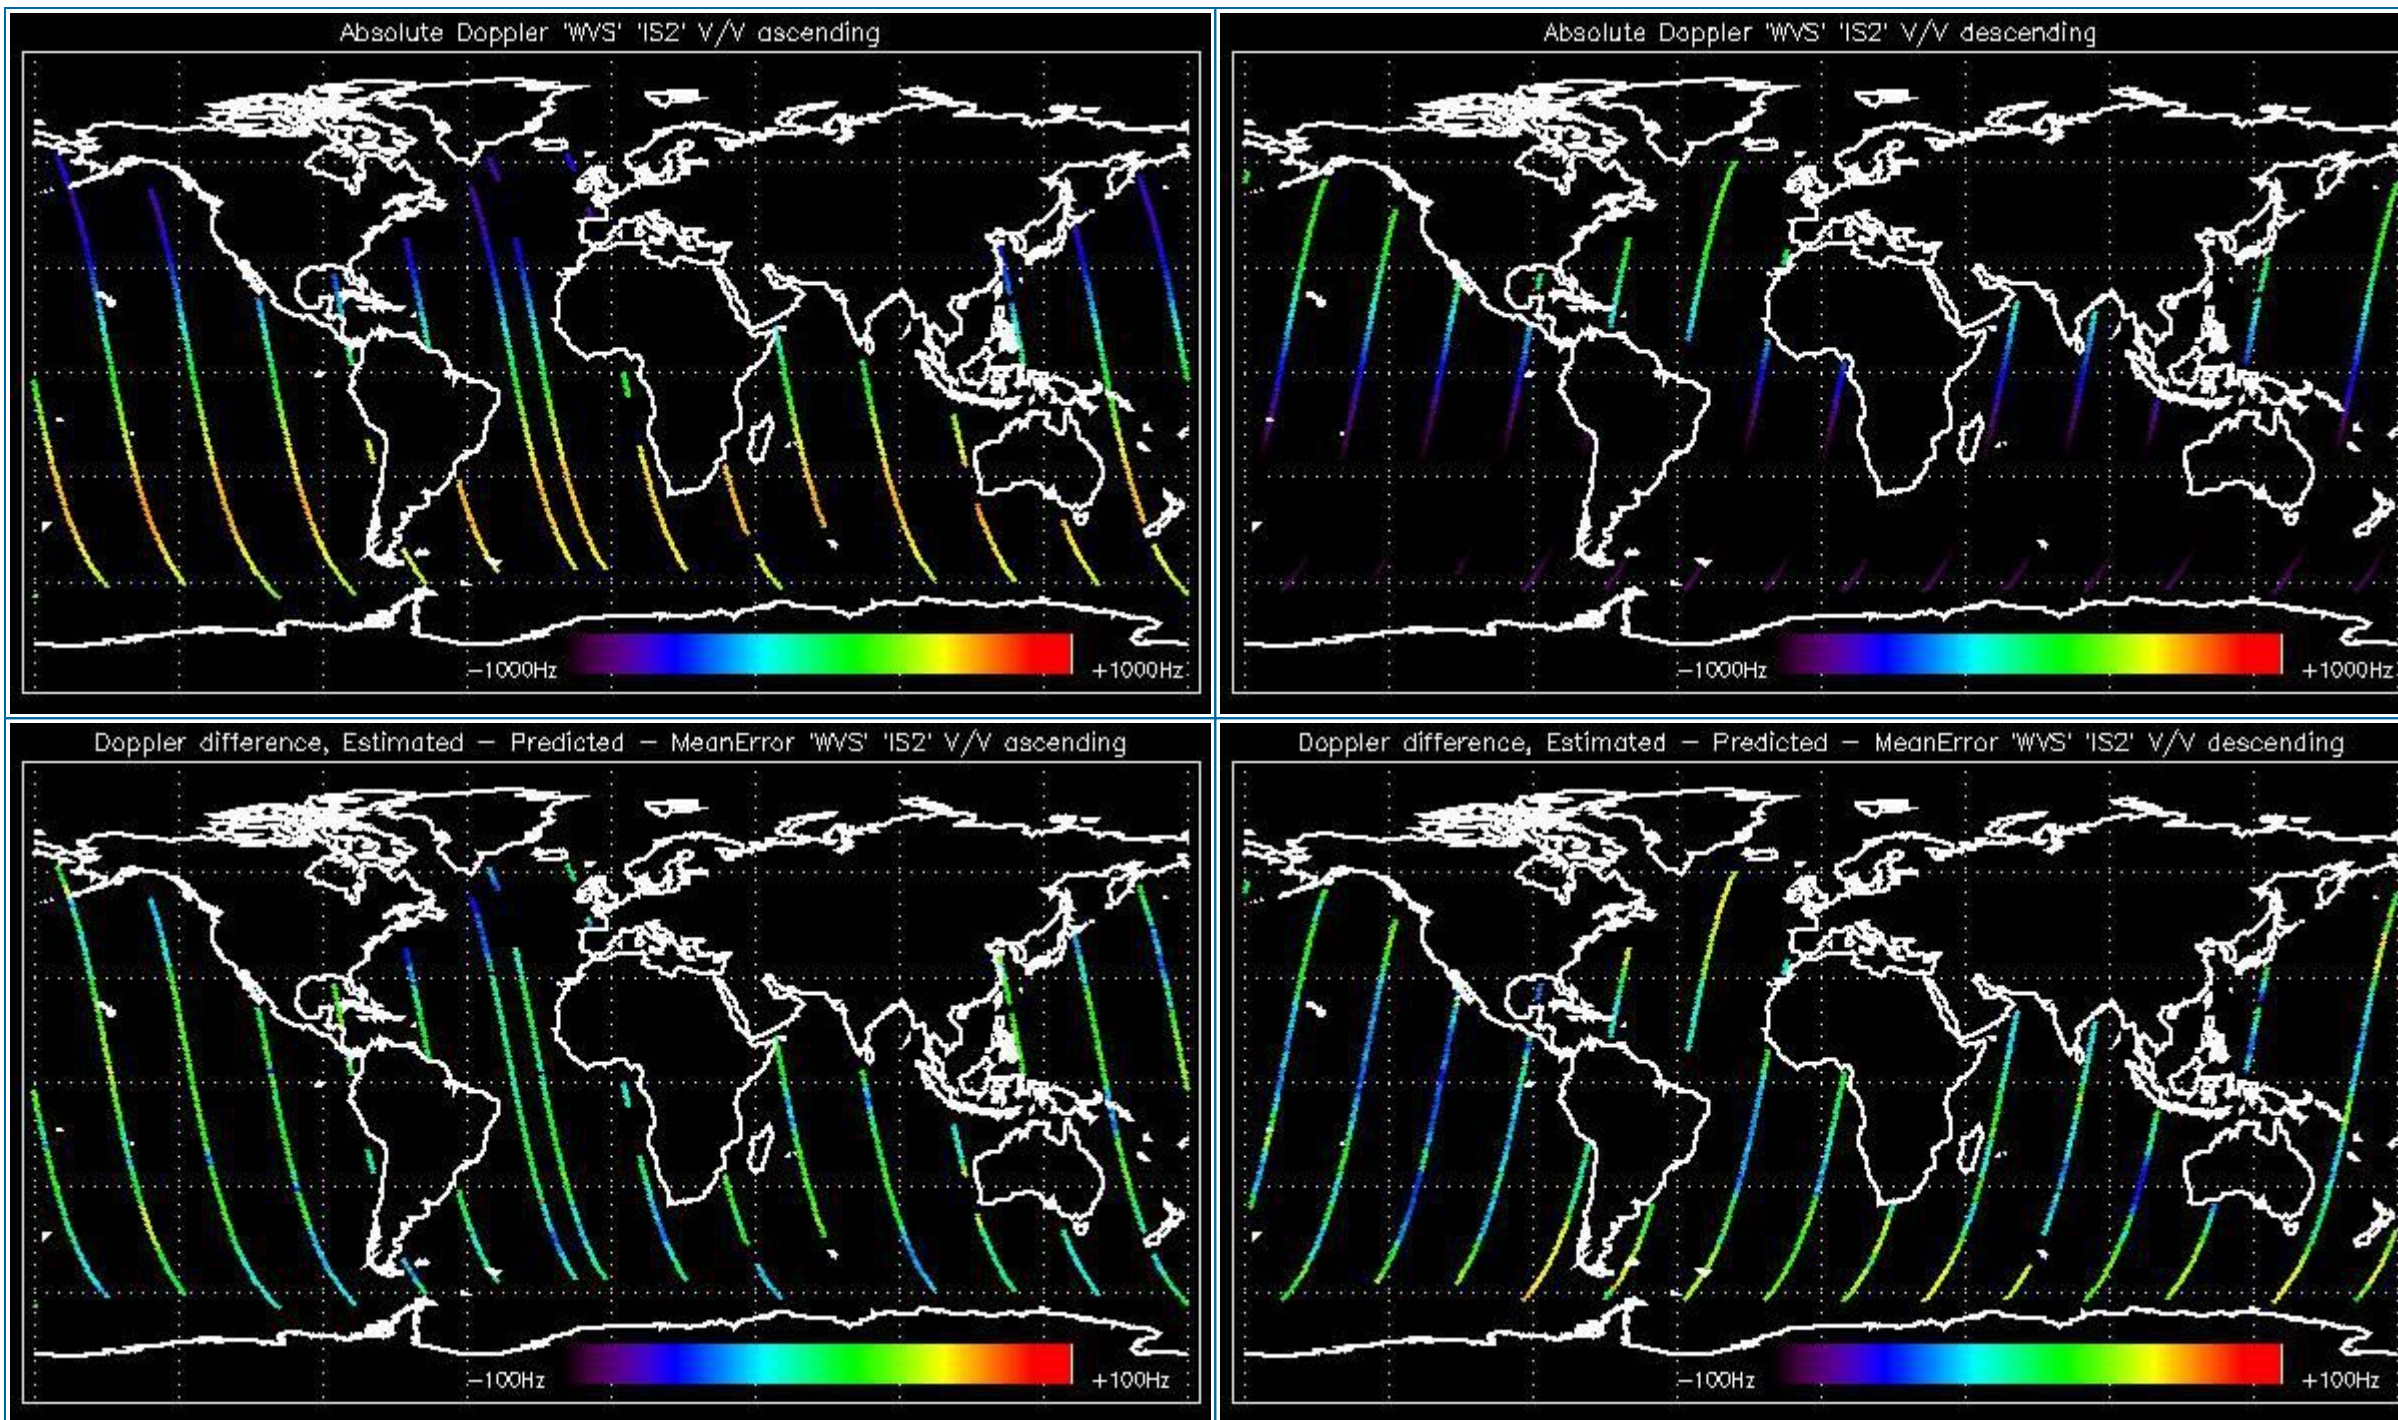 Absolute Doppler 'WVS' 'IS2' V/V ascending
-1000Hz
+1000Hz
Absolute Doppler 'WVS' 'IS2' V/V descending
-1000Hz
+1000Hz
Doppler difference, Estimated - Predicted - MeanError 'WVS' 'IS2' V/V ascending
-100Hz
+100Hz
Doppler difference, Estimated - Predicted - MeanError 'WVS' 'IS2' V/V descending
-100Hz
+100Hz